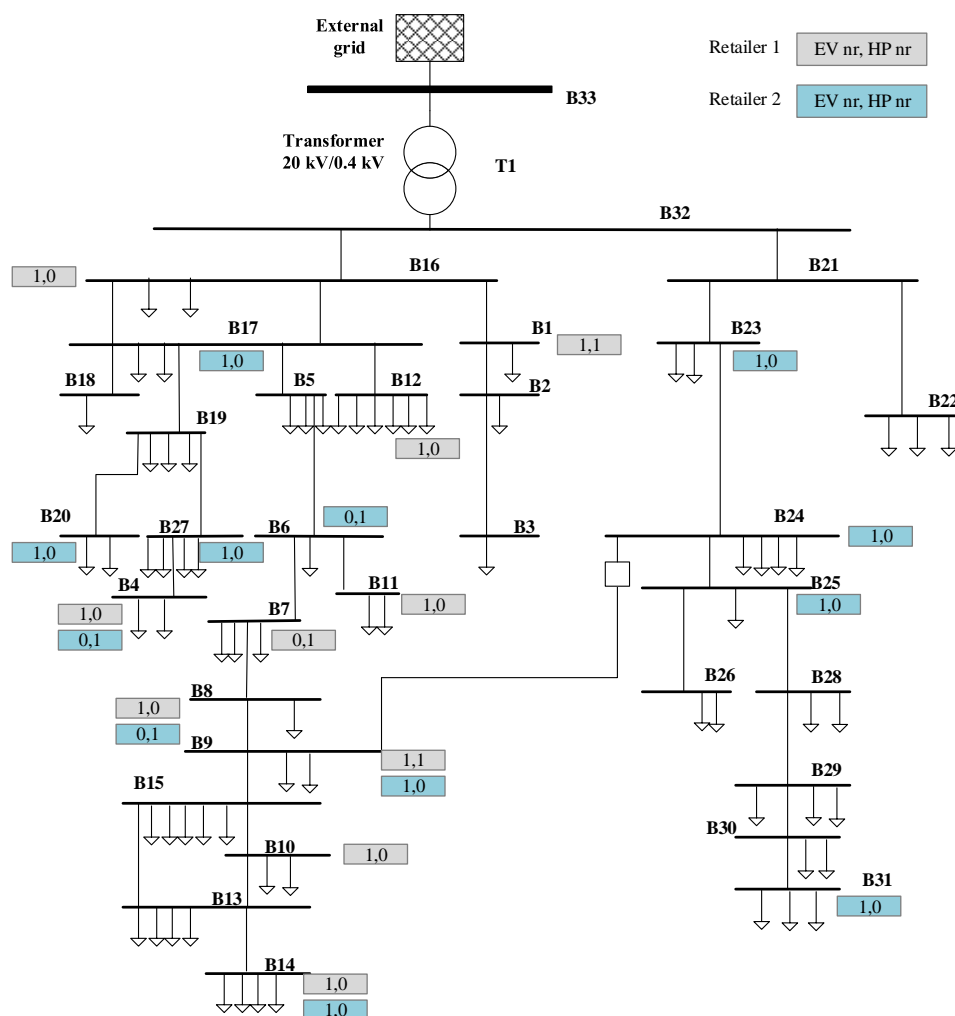 External
grid
Retailer 1
EV nr, HP nr
Retailer 2
EV nr, HP nr
B33
Transformer
20 kV/0.4 kV
T1
B32
B16
B21
1,0
B17
B1
B23
1,1
1,0
1,0
B18
B5
B12
B2
B22
B19
1,0
B20
B27
B6
0,1
B3
B24
1,0
1,0
1,0
B4
B7
B11
1,0
B25
1,0
1,0
0,1
0,1
B26
B28
B8
1,0
0,1
B9
1,1
1,0
B15
B29
B30
B10
1,0
B13
B31
1,0
B14
1,0
1,0